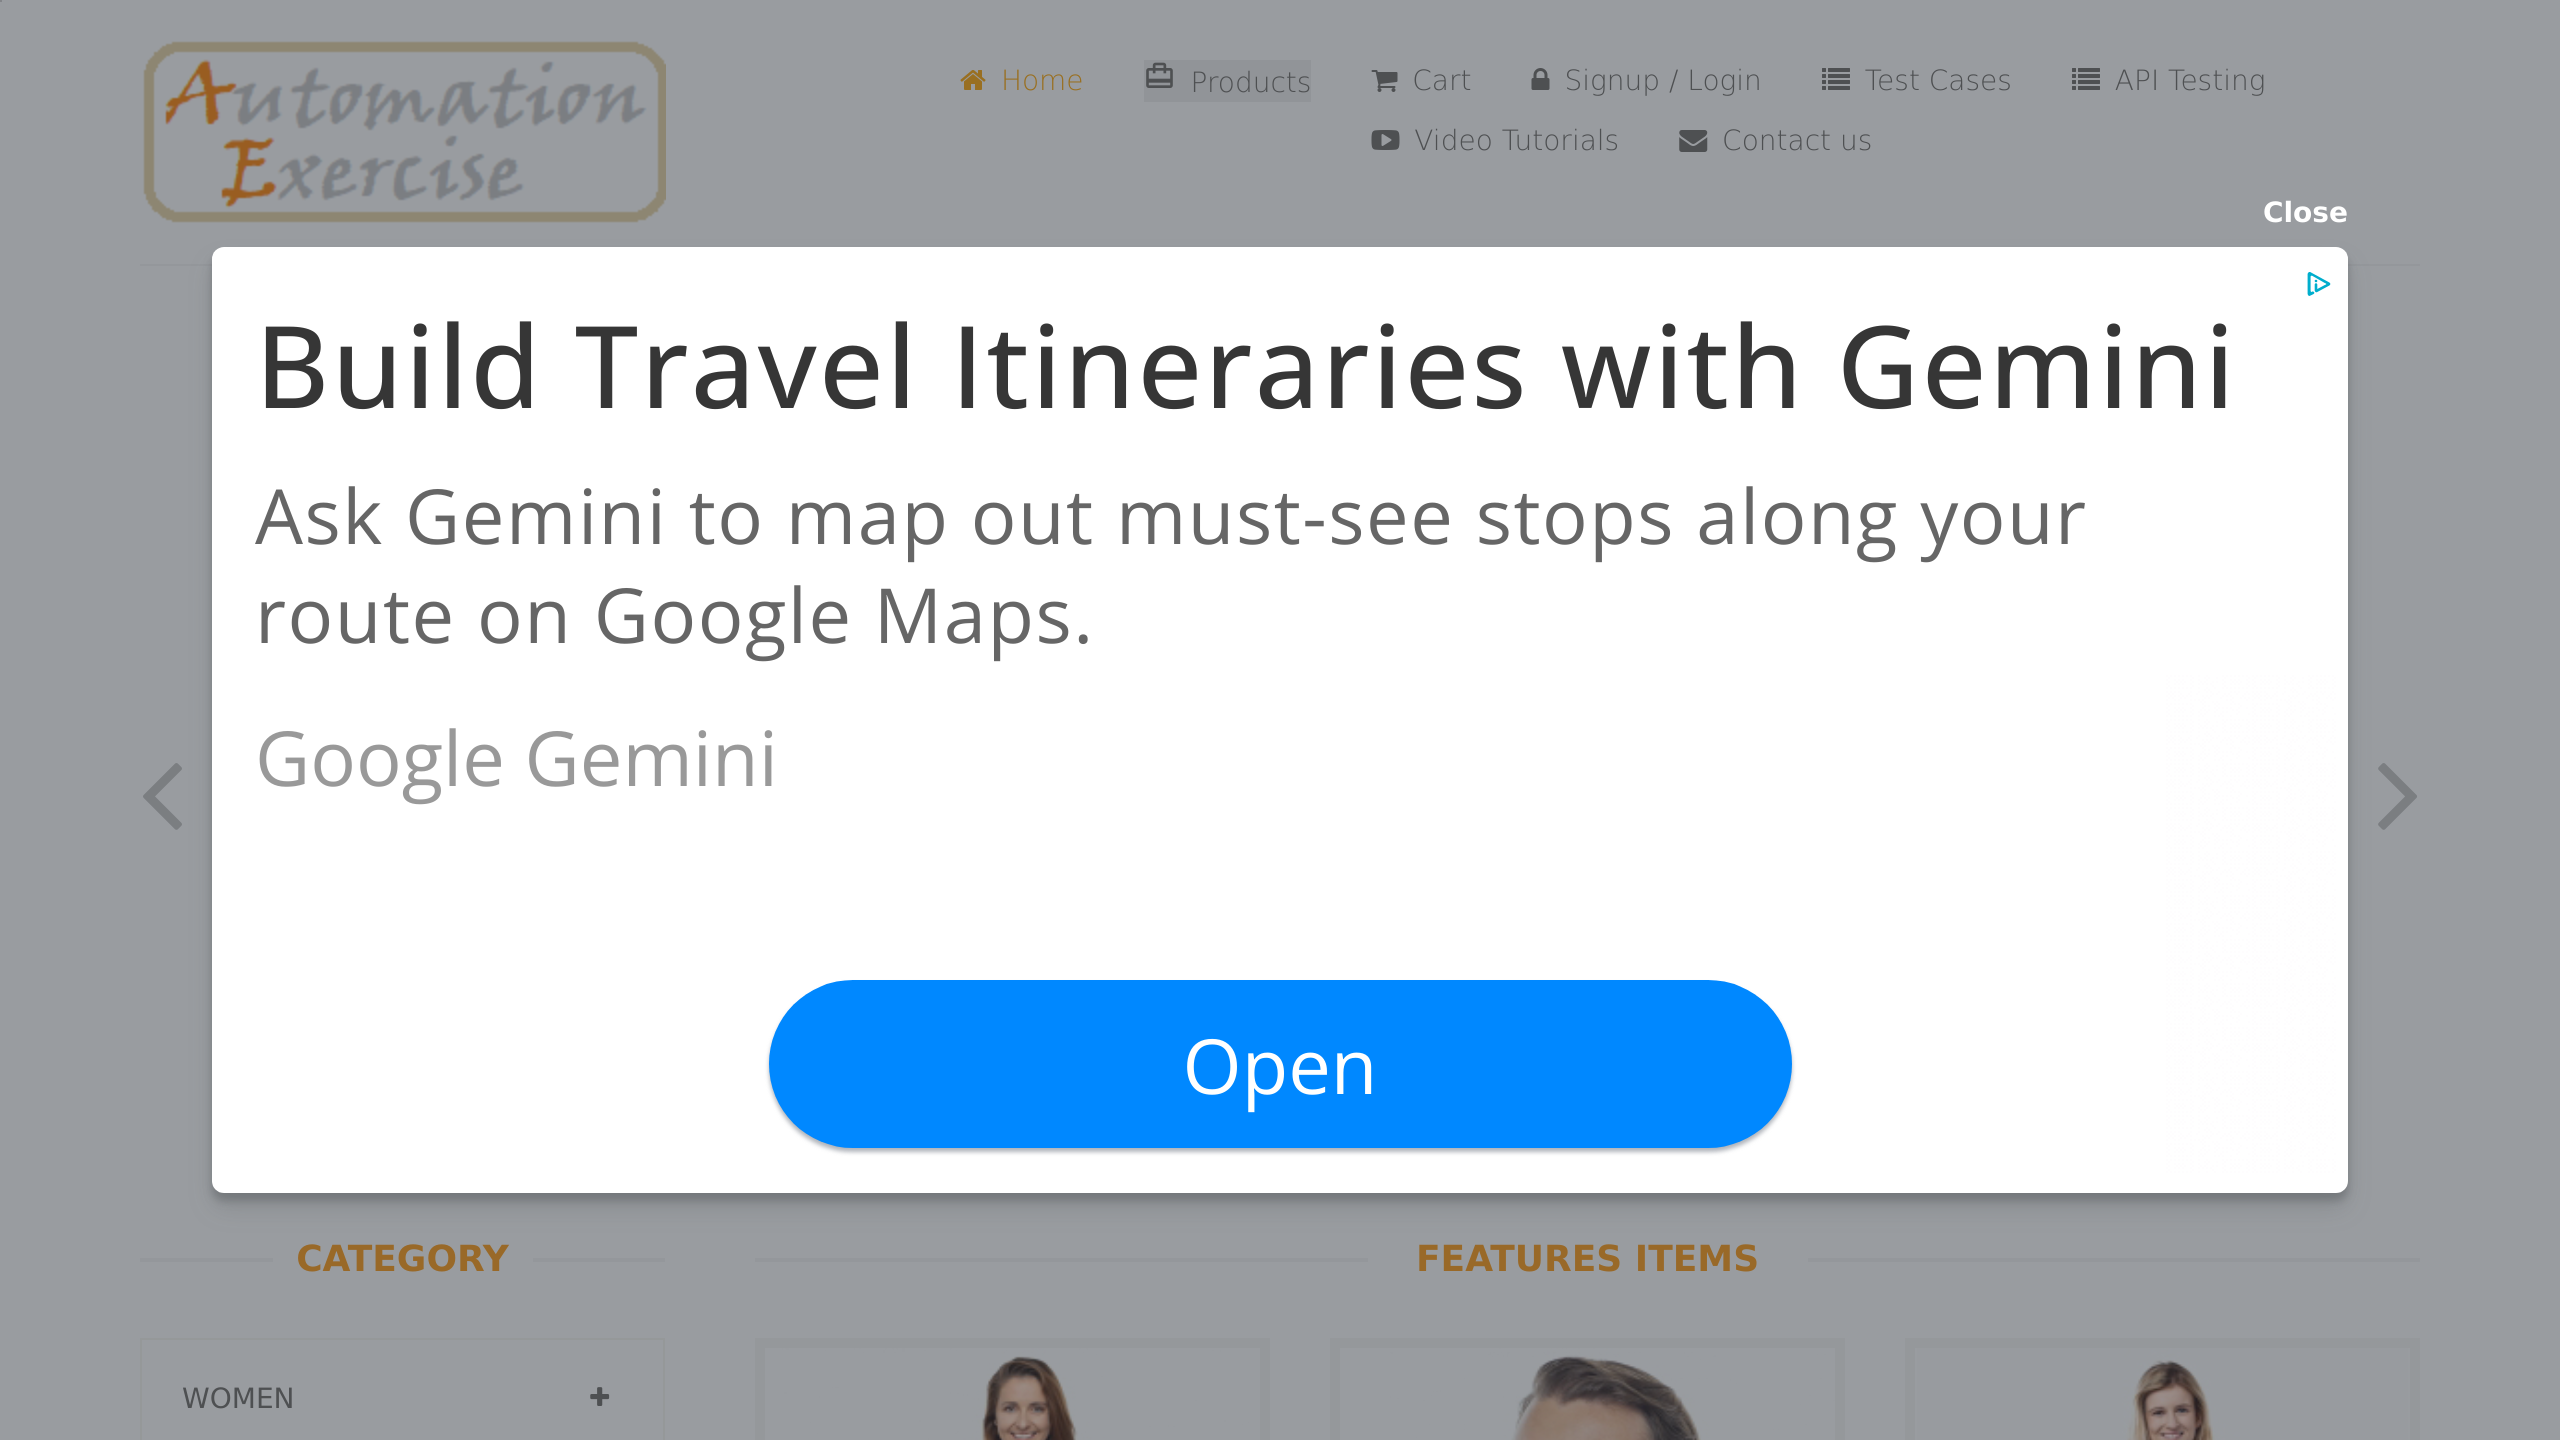 Automation
Exercise
Home
Products
Cart
Signup / Login
Test Cases
API Testing
Video Tutorials
Contact us
Close
Build Travel Itineraries with Gemini
Ask Gemini to map out must-see stops along your
route on Google Maps.
Google Gemini
Open
CATEGORY
FEATURES ITEMS
WOMEN